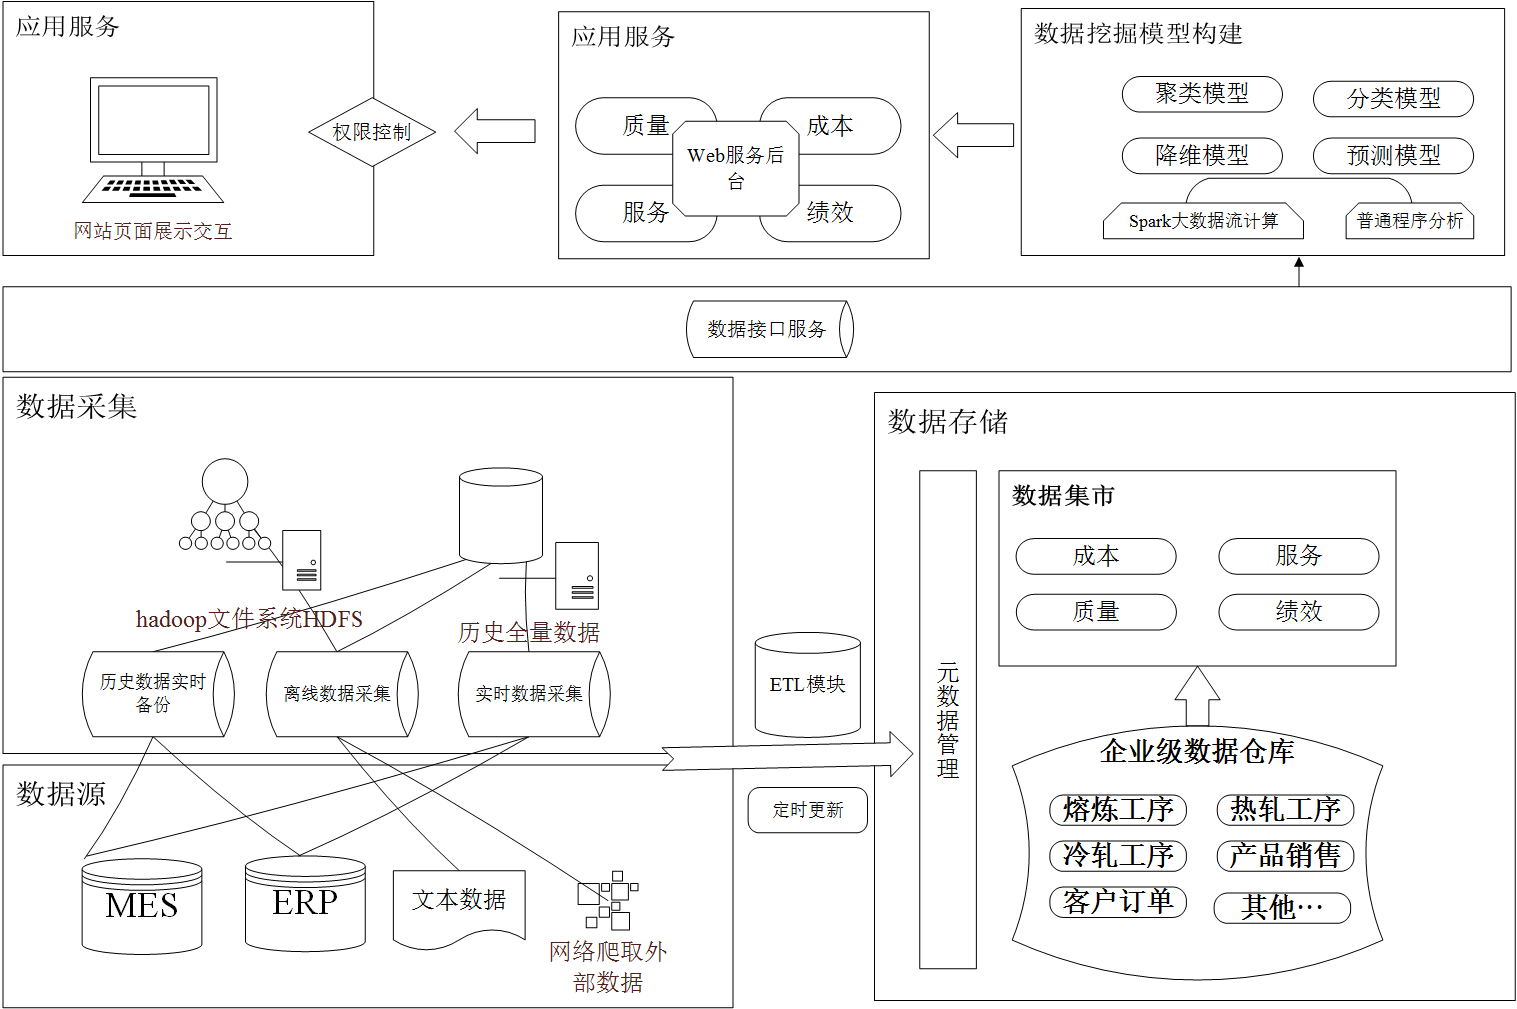 应用服务
权限控制
网站页面展示交互
应用服务
质量
成本
Web服务后
台
服务
绩效
数据挖掘模型构建
聚类模型
分类模型
降维模型
预测模型
Spark大数据流计算
普通程序分析
数据接口服务
数据采集
hadoop文件系统HDFS
历史全量数据
历史数据实时
备份
离线数据采集
实时数据采集
数据源
MES
ERP
文本数据
网络爬取外
部数据
ETL模块
定时更新
数据存储
元数据管理
数据集市
成本
服务
质量
绩效
企业级数据仓库
熔炼工序
热轧工序
冷轧工序
产品销售
客户订单
其他…